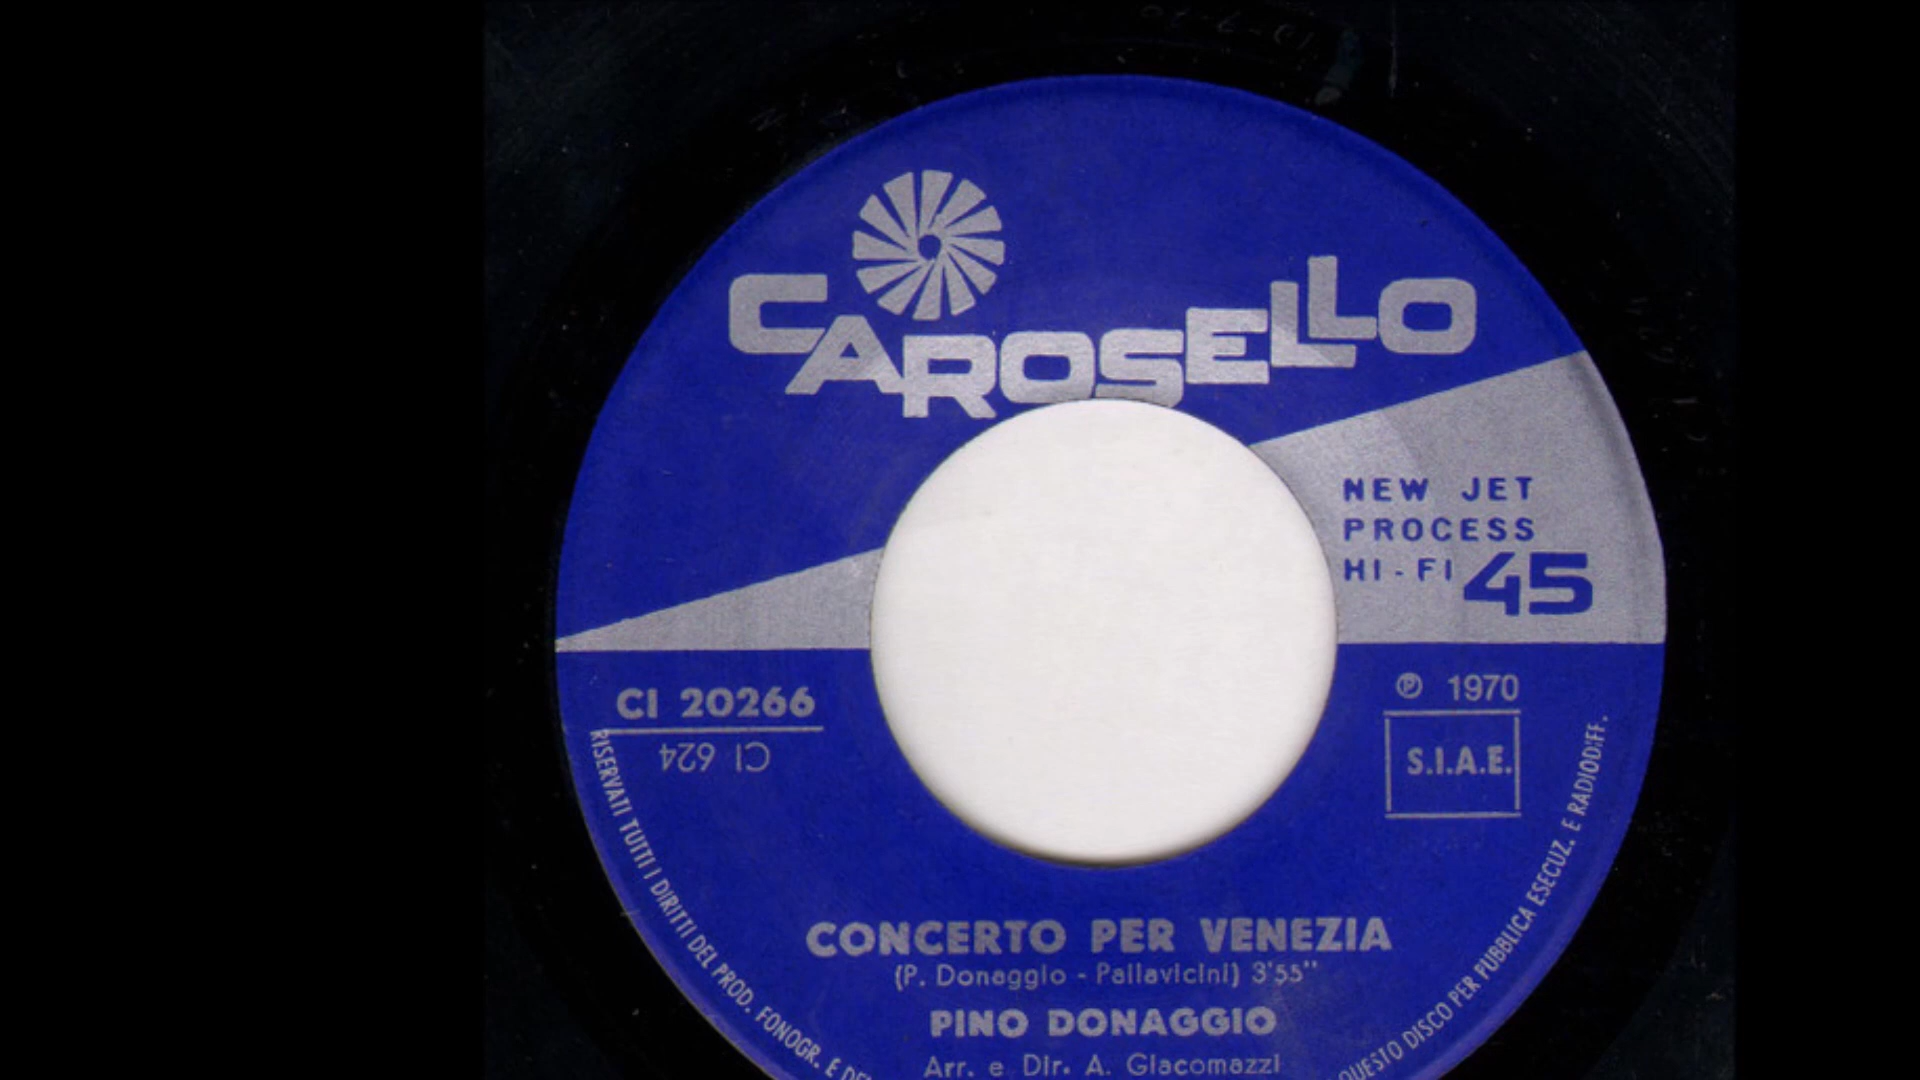 CAROSELLO
NEW JET
PROCESS
HI-FI 45
CI 20266
CI 624
℗ 1970
S.I.A.E.
CONCERTO PER VENEZIA
(P. Donaggio - Pallavicini) 3'55"
PINO DONAGGIO
Arr. e Dir. A. Giacomazzi
RISERVATI TUTTI I DIRITTI DEL PROD. FONOGR. E
QUESTO DISCO PER PUBBLICA ESECUZ. E RADIODIFF.